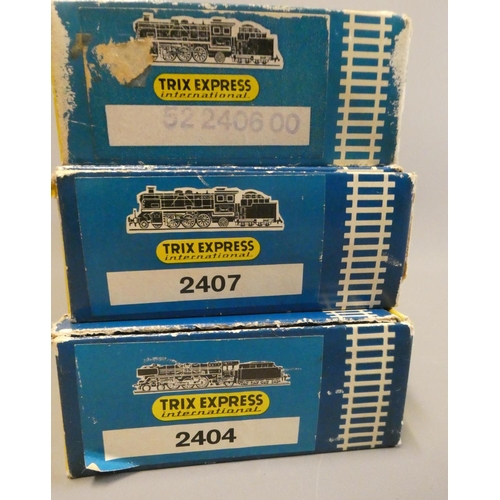 TRIX EXPRESS
international
52 2406 00
TRIX EXPRESS
international
2407
TRIX EXPRESS
international
2404